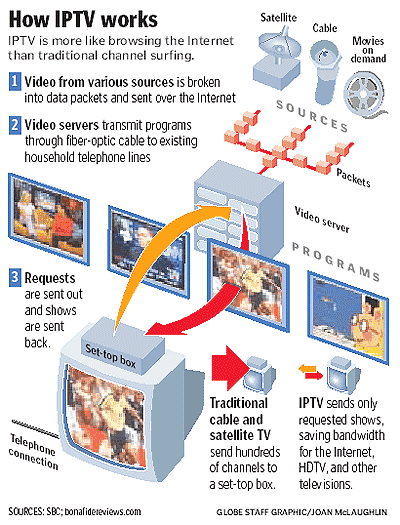 How IPTV works
IPTV is more like browsing the Internet
than traditional channel surfing.
Satellite
Cable
Movies
on
demand
1 Video from various sources is broken
into data packets and sent over the Internet
2 Video servers transmit programs
through fiber-optic cable to existing
household telephone lines
SOURCES
Packets
Video server
PROGRAMS
3 Requests
are sent out
and shows
are sent
back.
Set-top box
Telephone
connection
Traditional
cable and
satellite TV
send hundreds
of channels to
a set-top box.
IPTV sends only
requested shows,
saving bandwidth
for the Internet,
HDTV, and other
televisions.
SOURCES: SBC; bonafidereviews.com
GLOBE STAFF GRAPHIC/JOAN McLAUGHLIN